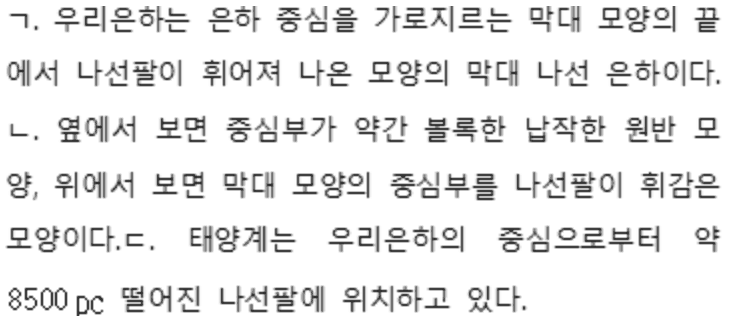 ㄱ. 우리은하는 은하 중심을 가로지르는 막대 모양의 끝
에서 나선팔이 휘어져 나온 모양의 막대 나선 은하이다.
ㄴ. 옆에서 보면 중심부가 약간 볼록한 납작한 원반 모
양, 위에서 보면 막대 모양의 중심부를 나선팔이 휘감은
모양이다.ㄷ. 태양계는 우리은하의 중심으로부터 약
8500 pc 떨어진 나선팔에 위치하고 있다.